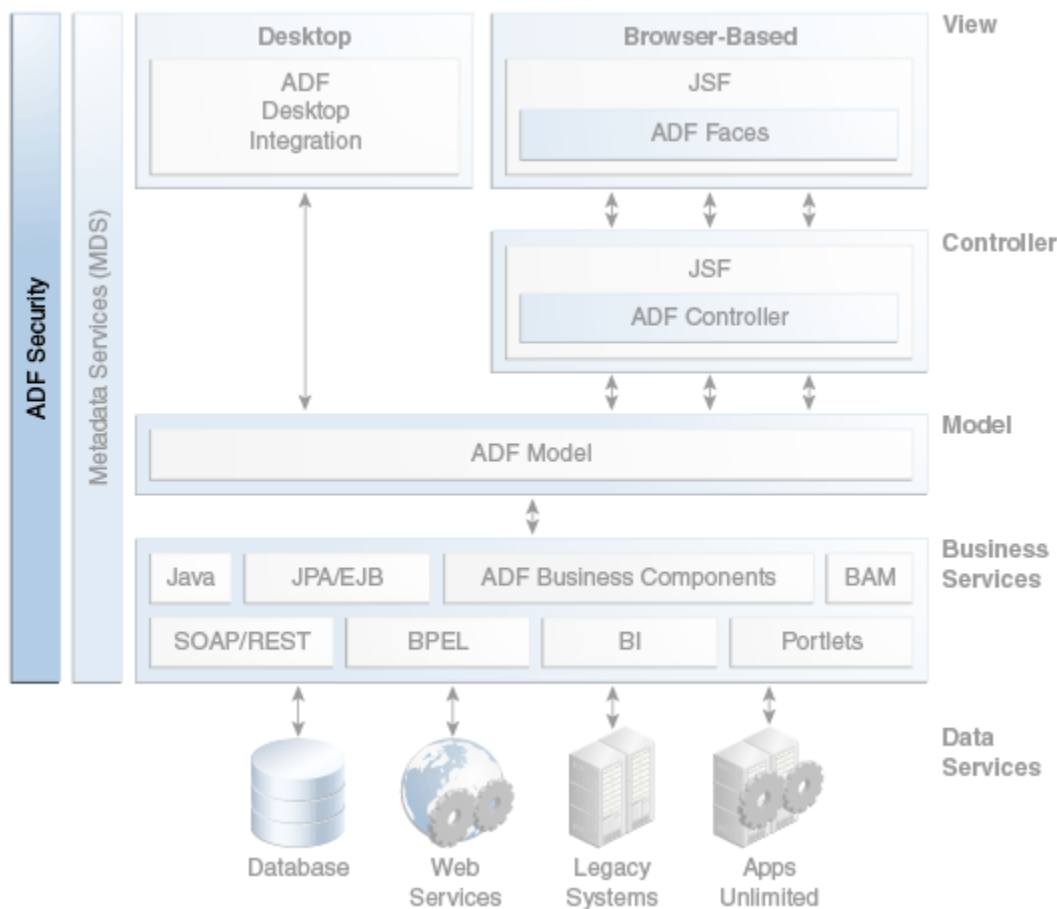 ADF Security
Metadata Services (MDS)
Desktop
ADF
Desktop
Integration
Browser-Based
JSF
ADF Faces
View
JSF
ADF Controller
Controller
ADF Model
Model
Java
JPA/EJB
ADF Business Components
BAM
SOAP/REST
BPEL
BI
Portlets
Business
Services
Data
Services
Database
Web
Services
Legacy
Systems
Apps
Unlimited